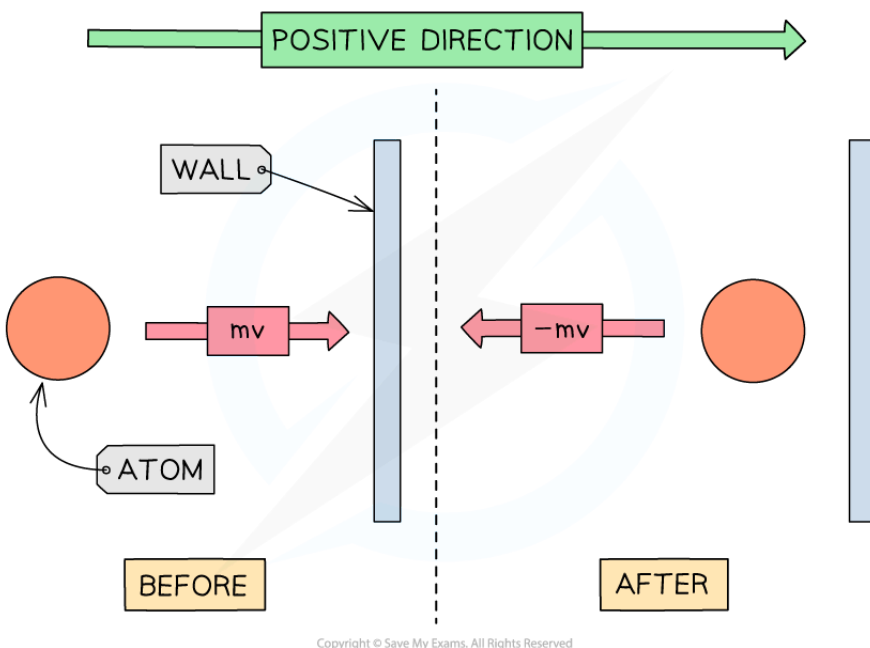 POSITIVE DIRECTION
WALL
mv
-mv
ATOM
BEFORE
AFTER
Copyright © Save My Exams. All Rights Reserved